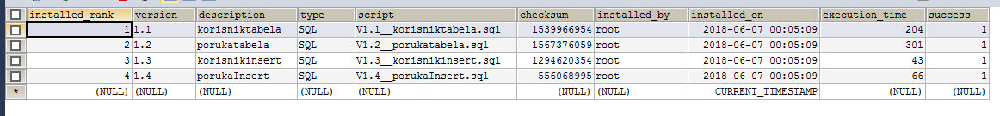 installed_rank version description type script checksum installed_by installed_on execution_time success
1 1.1 korisniktabela SQL V1.1__korisniktabela.sql 1539966954 root 2018-06-07 00:05:09 204 1
2 1.2 porukatabela SQL V1.2__porukatabela.sql 1567376059 root 2018-06-07 00:05:09 301 1
3 1.3 korisnikinsert SQL V1.3__korisnikinsert.sql 1294620354 root 2018-06-07 00:05:09 43 1
4 1.4 porukaInsert SQL V1.4__porukaInsert.sql 556068995 root 2018-06-07 00:05:09 66 1
* (NULL) (NULL) (NULL) (NULL) (NULL) (NULL) (NULL) CURRENT_TIMESTAMP (NULL) (NULL)